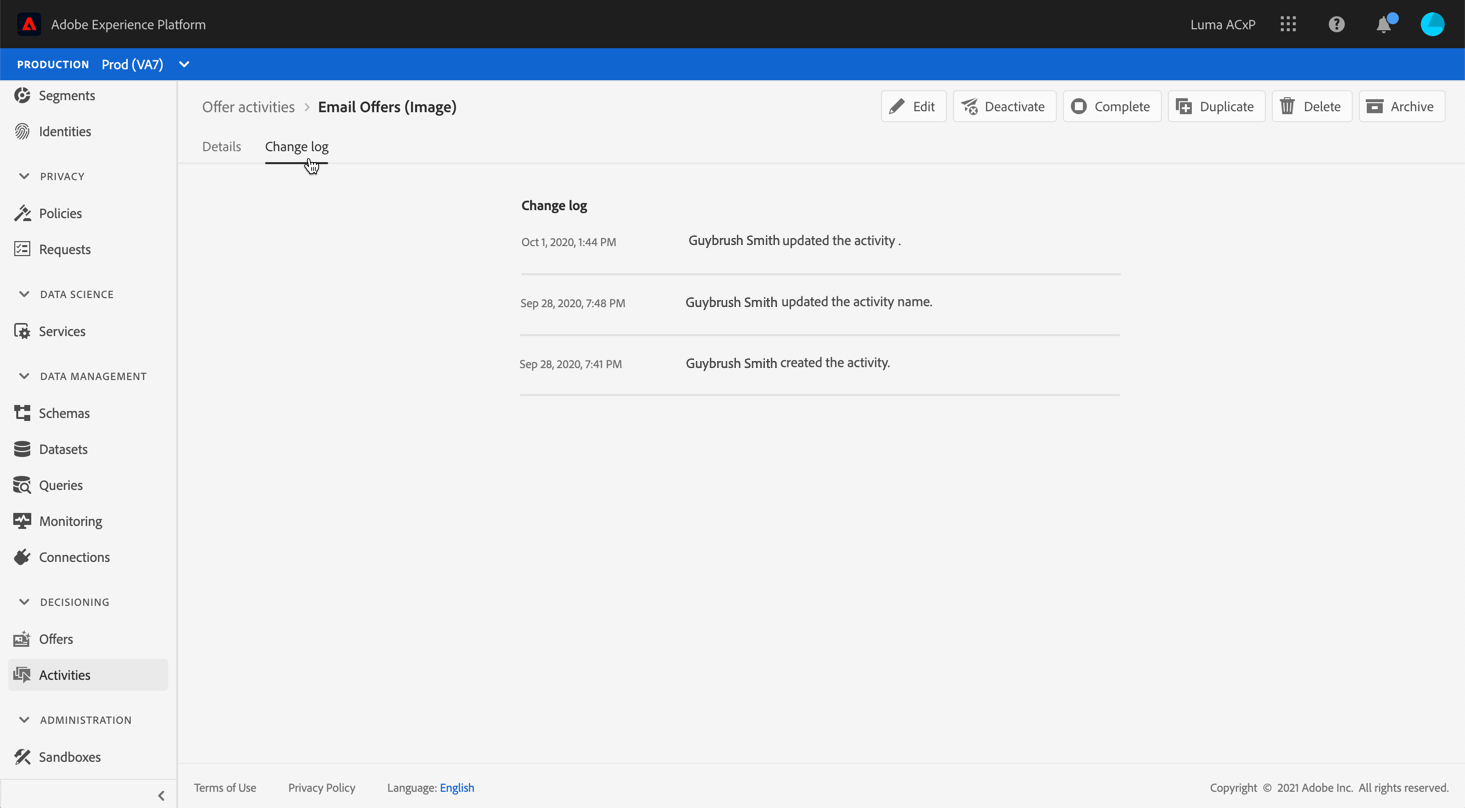 Adobe Experience Platform
Luma ACxP
PRODUCTION Prod (VA7)
Segments
Identities
PRIVACY
Policies
Requests
DATA SCIENCE
Services
DATA MANAGEMENT
Schemas
Datasets
Queries
Monitoring
Connections
DECISIONING
Offers
Activities
ADMINISTRATION
Sandboxes
Offer activities > Email Offers (Image)
Edit Deactivate Complete Duplicate Delete Archive
Details Change log
Change log
Oct 1, 2020, 1:44 PM Guybrush Smith updated the activity .
Sep 28, 2020, 7:48 PM Guybrush Smith updated the activity name.
Sep 28, 2020, 7:41 PM Guybrush Smith created the activity.
Terms of Use Privacy Policy Language: English Copyright © 2021 Adobe Inc. All rights reserved.